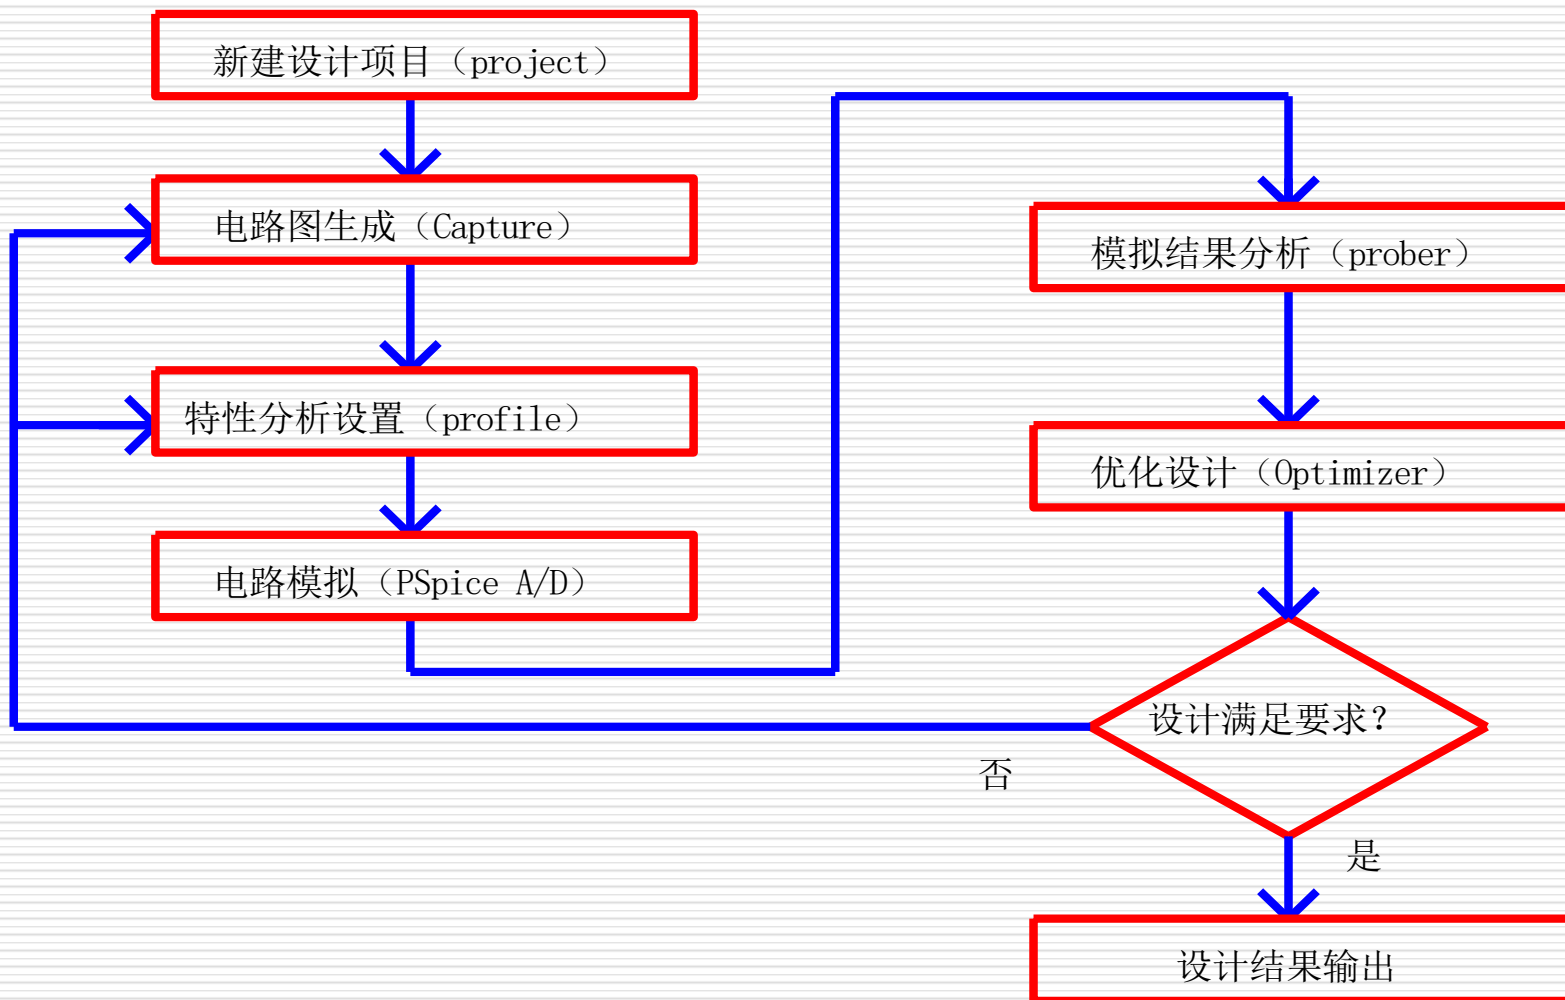 新建设计项目（project）
电路图生成（Capture）
特性分析设置（profile）
电路模拟（PSpice A/D）
模拟结果分析（prober）
优化设计（Optimizer）
设计满足要求？
否
是
设计结果输出